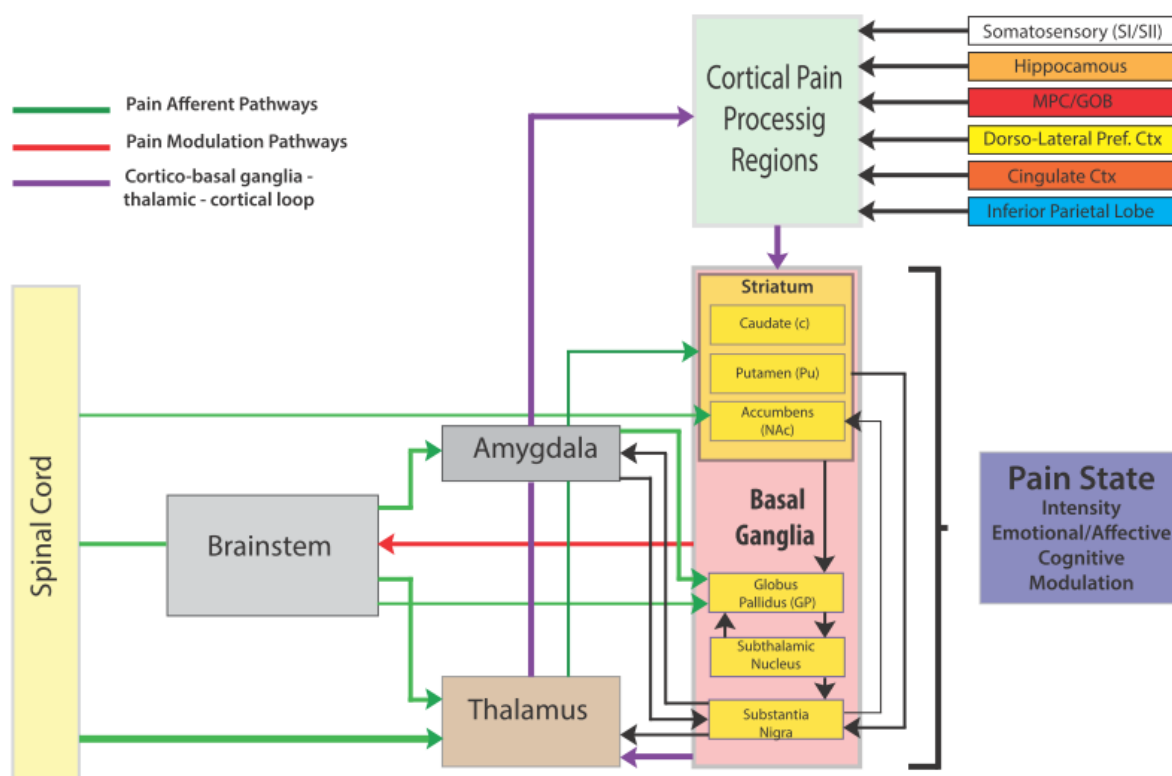 Pain Afferent Pathways
Pain Modulation Pathways
Cortico-basal ganglia -
thalamic - cortical loop
Cortical Pain
Processig
Regions
Somatosensory (SI/SII)
Hippocamous
MPC/GOB
Dorso-Lateral Pref. Ctx
Cingulate Ctx
Inferior Parietal Lobe
Spinal Cord
Brainstem
Amygdala
Thalamus
Striatum
Caudate (c)
Putamen (Pu)
Accumbens
(NAc)
Basal
Ganglia
Globus
Pallidus (GP)
Subthalamic
Nucleus
Substantia
Nigra
Pain State
Intensity
Emotional/Affective
Cognitive
Modulation